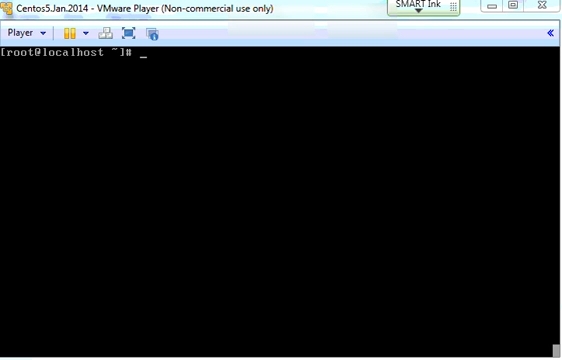 Centos5.Jan.2014 - VMware Player (Non-commercial use only)
SMART Ink
Player
[root@localhost ~]# _